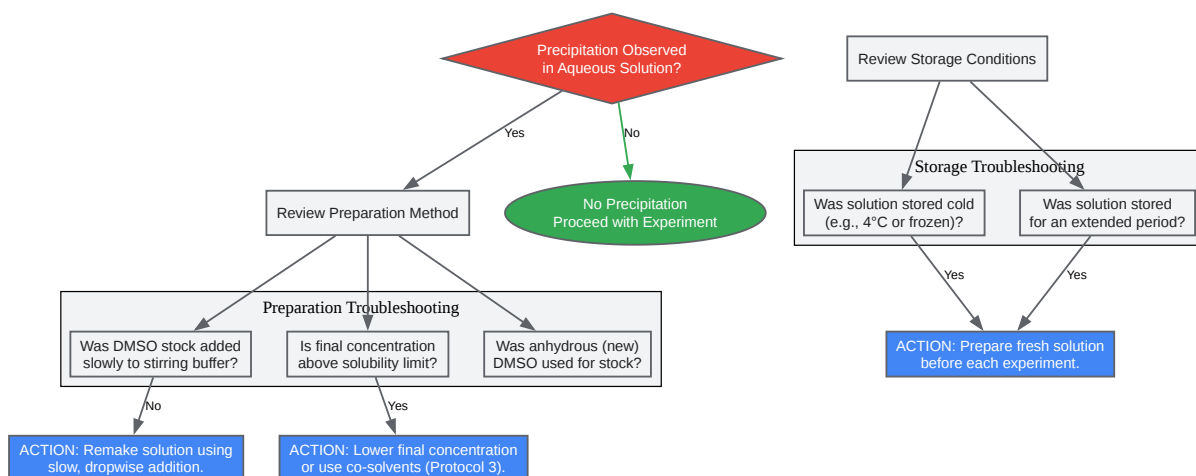 Precipitation Observed
in Aqueous Solution?
Yes
No
Review Preparation Method
No Precipitation
Proceed with Experiment
Preparation Troubleshooting
Was DMSO stock added
slowly to stirring buffer?
Is final concentration
above solubility limit?
Was anhydrous (new)
DMSO used for stock?
No
Yes
ACTION: Remake solution using
slow, dropwise addition.
ACTION: Lower final concentration
or use co-solvents (Protocol 3).
Review Storage Conditions
Storage Troubleshooting
Was solution stored cold
(e.g., 4°C or frozen)?
Was solution stored
for an extended period?
Yes
Yes
ACTION: Prepare fresh solution
before each experiment.